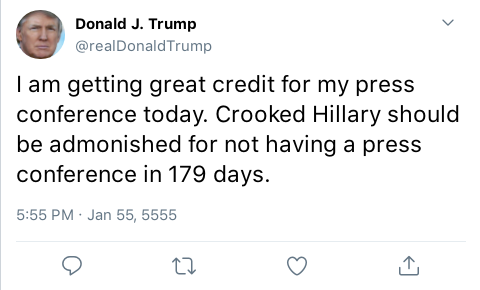 Donald J. Trump
@realDonaldTrump
I am getting great credit for my press
conference today. Crooked Hillary should
be admonished for not having a press
conference in 179 days.
5:55 PM · Jan 55, 5555